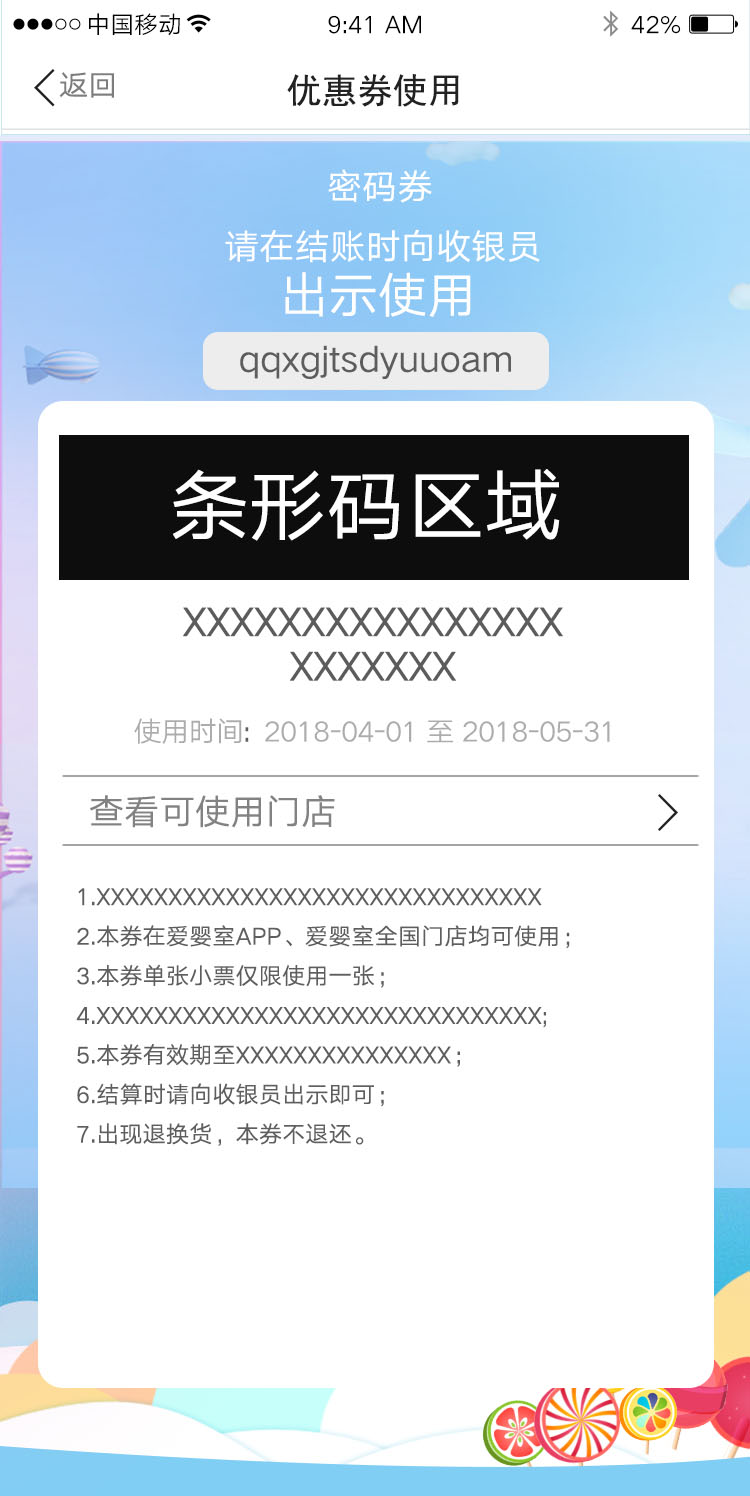 中国移动
9:41 AM
42%
返回
优惠券使用
密码券
请在结账时向收银员
出示使用
qqxgjtsdyuuoam
条形码区域
XXXXXXXXXXXXXXXX
XXXXXXX
使用时间: 2018-04-01 至 2018-05-31
查看可使用门店
1.XXXXXXXXXXXXXXXXXXXXXXXXXXXXXXX
2.本券在爱婴室APP、爱婴室全国门店均可使用；
3.本券单张小票仅限使用一张；
4.XXXXXXXXXXXXXXXXXXXXXXXXXXXXXXX;
5.本券有效期至XXXXXXXXXXXXXXX；
6.结算时请向收银员出示即可；
7.出现退换货，本券不退还。